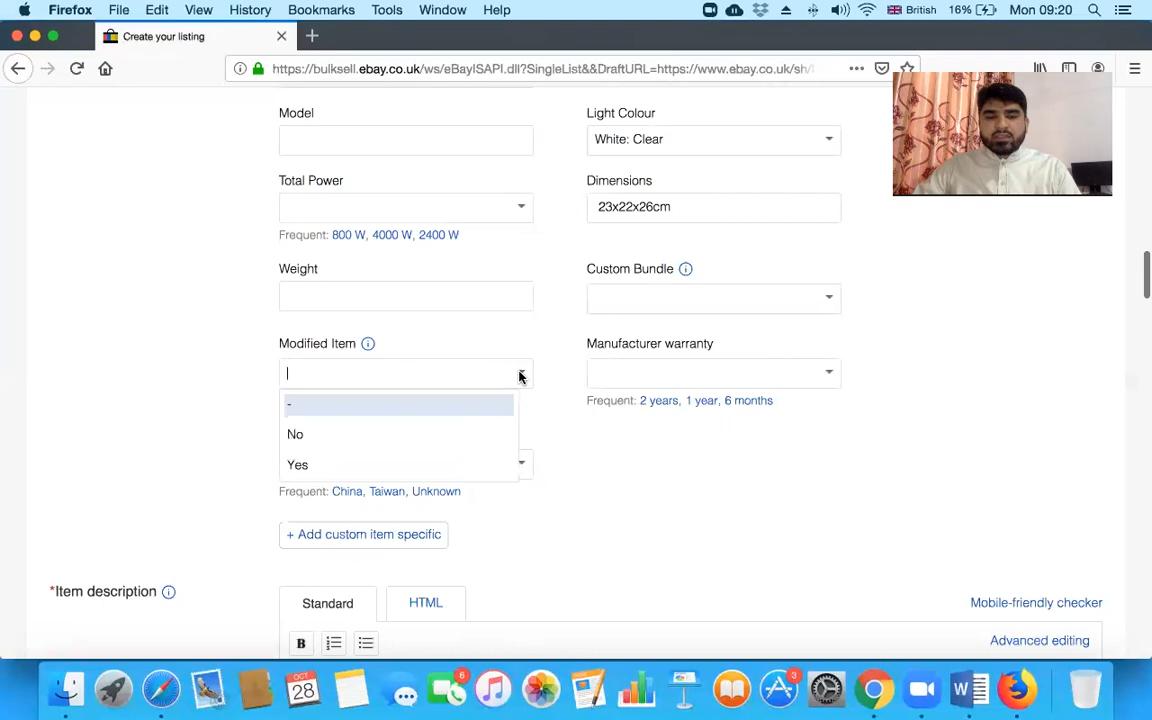 Firefox File Edit View History Bookmarks Tools Window Help British 16% Mon 09:20
Create your listing
https://bulksell.ebay.co.uk/ws/eBayISAPI.dll?SingleList&&DraftURL=https://www.ebay.co.uk/sh/
Model Light Colour
White: Clear
Total Power Dimensions
23x22x26cm
Frequent: 800 W, 4000 W, 2400 W
Weight Custom Bundle
Modified Item Manufacturer warranty
-
Frequent: 2 years, 1 year, 6 months
No
Yes
Frequent: China, Taiwan, Unknown
+ Add custom item specific
*Item description Standard HTML Mobile-friendly checker
B Advanced editing
OCT
28
6
3
W